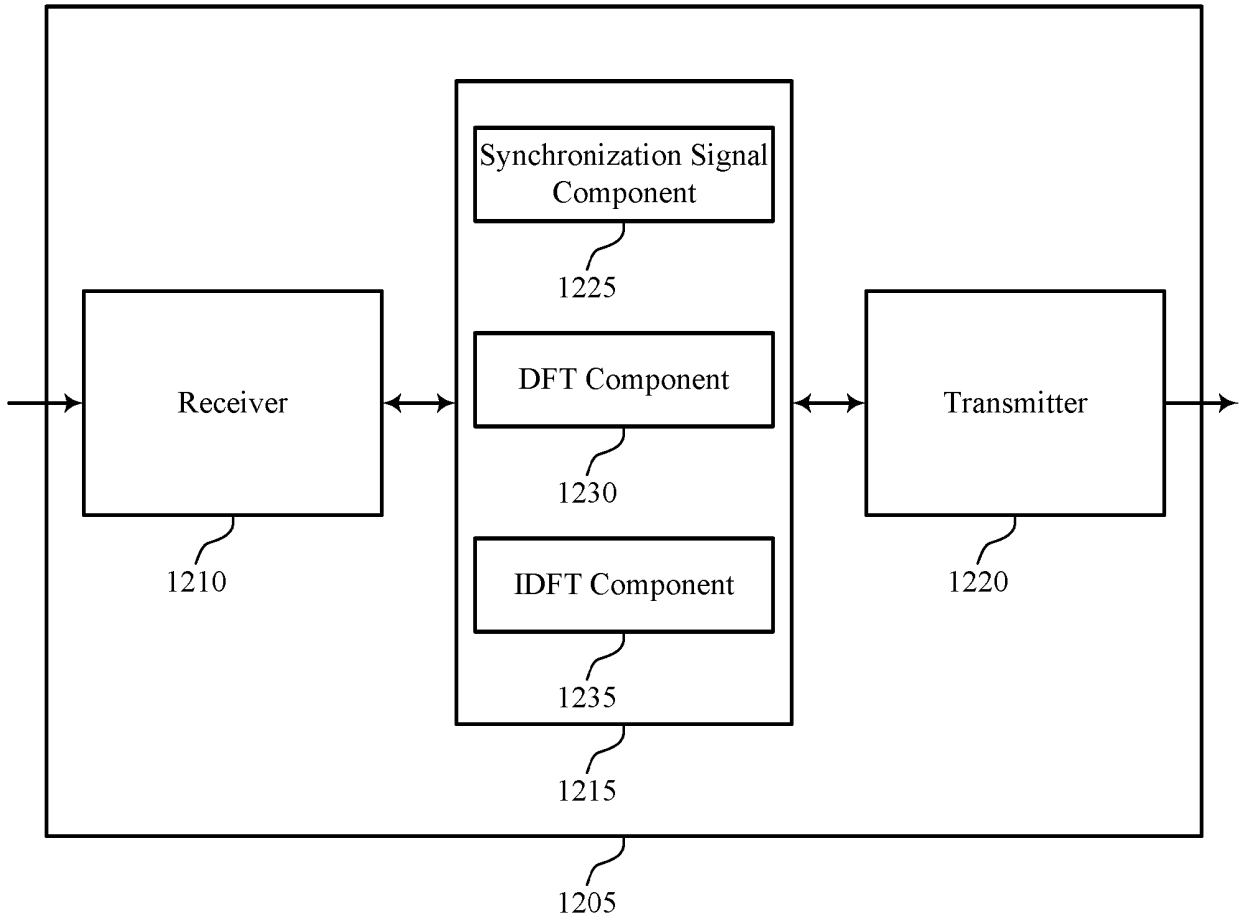 Synchronization Signal
Component
1225
Receiver
DFT Component
Transmitter
1230
1210
IDFT Component
1220
1235
1215
1205